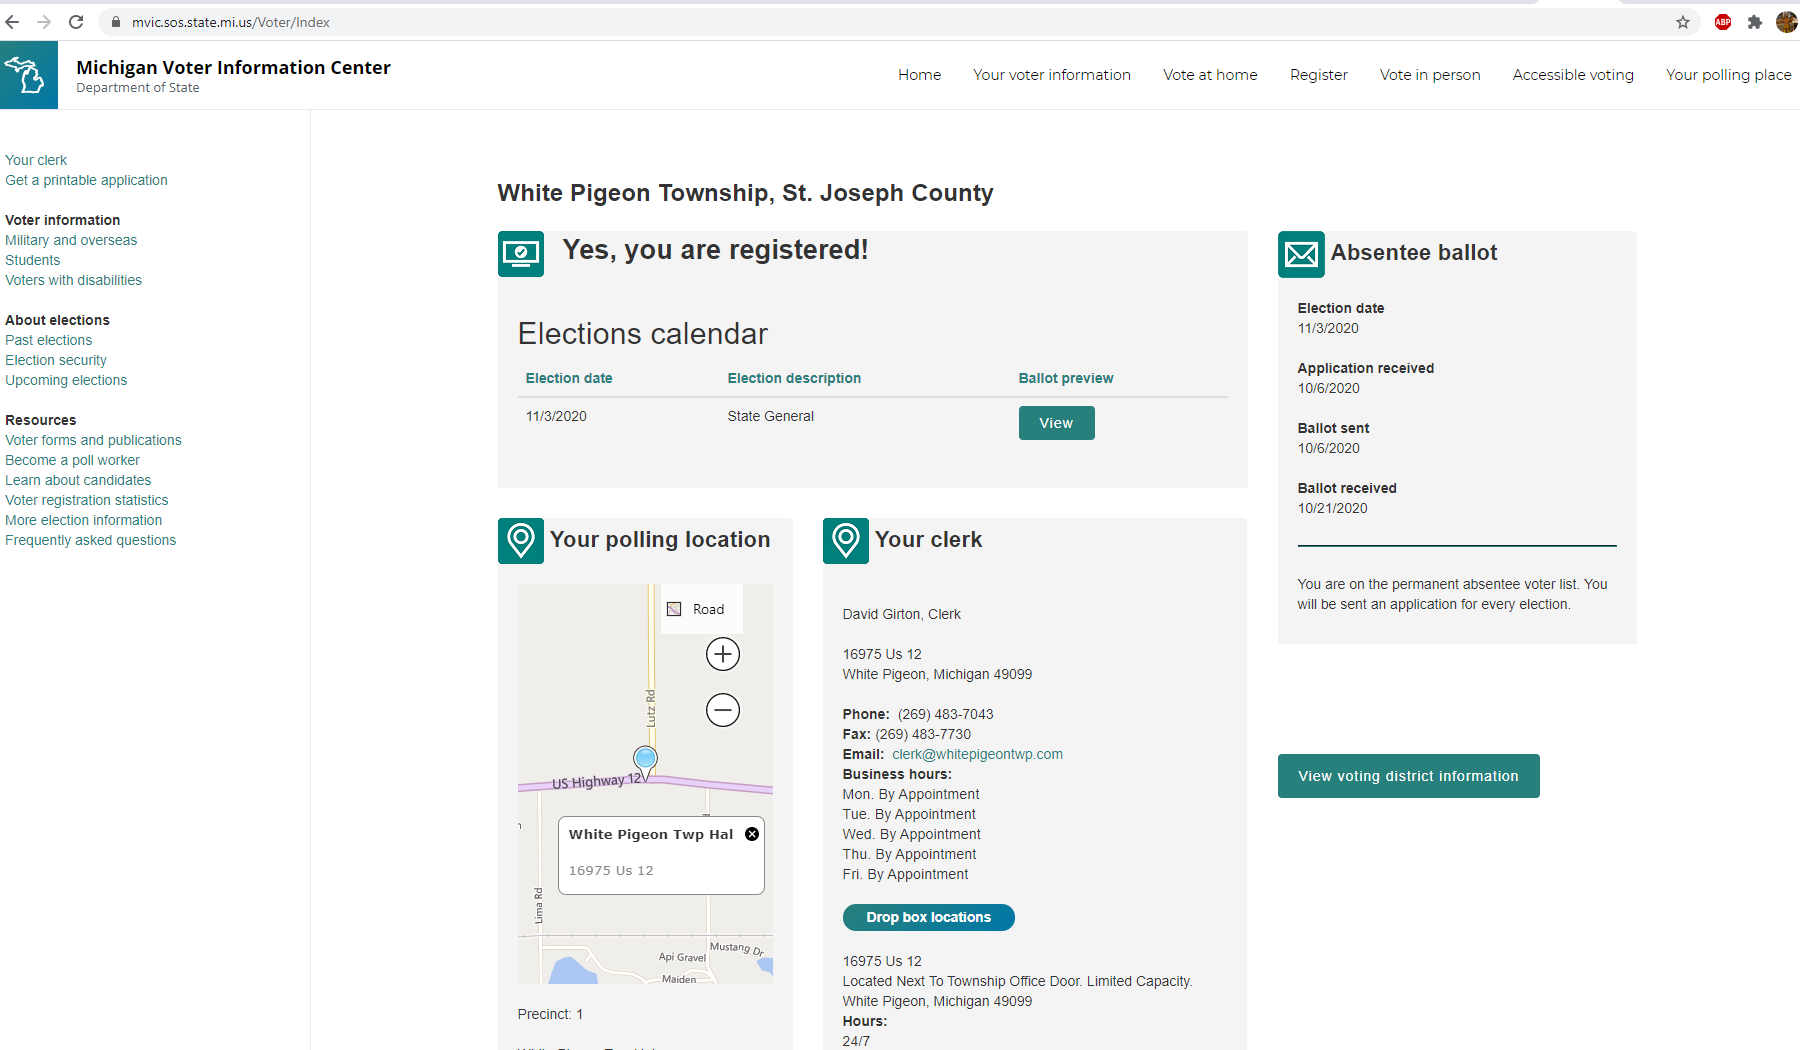 mvic.sos.state.mi.us/Voter/Index
ABP
Michigan Voter Information Center
Department of State
Home
Your voter information
Vote at home
Register
Vote in person
Accessible voting
Your polling place
Your clerk
Get a printable application
Voter information
Military and overseas
Students
Voters with disabilities
About elections
Past elections
Election security
Upcoming elections
Resources
Voter forms and publications
Become a poll worker
Learn about candidates
Voter registration statistics
More election information
Frequently asked questions
White Pigeon Township, St. Joseph County
Yes, you are registered!
Elections calendar
Election date Election description Ballot preview
11/3/2020 State General View
Your polling location
Road
Lutz Rd
US Highway 12
White Pigeon Twp Hal
16975 Us 12
Lima Rd
Mustang Dr
Api Gravel
Maiden
Precinct: 1
Your clerk
David Girton, Clerk
16975 Us 12
White Pigeon, Michigan 49099
Phone: (269) 483-7043
Fax: (269) 483-7730
Email: clerk@whitepigeontwp.com
Business hours:
Mon. By Appointment
Tue. By Appointment
Wed. By Appointment
Thu. By Appointment
Fri. By Appointment
Drop box locations
16975 Us 12
Located Next To Township Office Door. Limited Capacity.
White Pigeon, Michigan 49099
Hours:
24/7
Absentee ballot
Election date
11/3/2020
Application received
10/6/2020
Ballot sent
10/6/2020
Ballot received
10/21/2020
You are on the permanent absentee voter list. You
will be sent an application for every election.
View voting district information